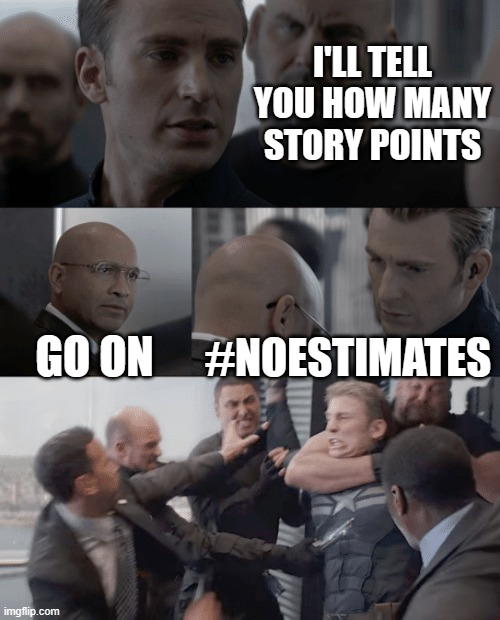 I'LL TELL
YOU HOW MANY
STORY POINTS
GO ON
#NOESTIMATES
imgflip.com